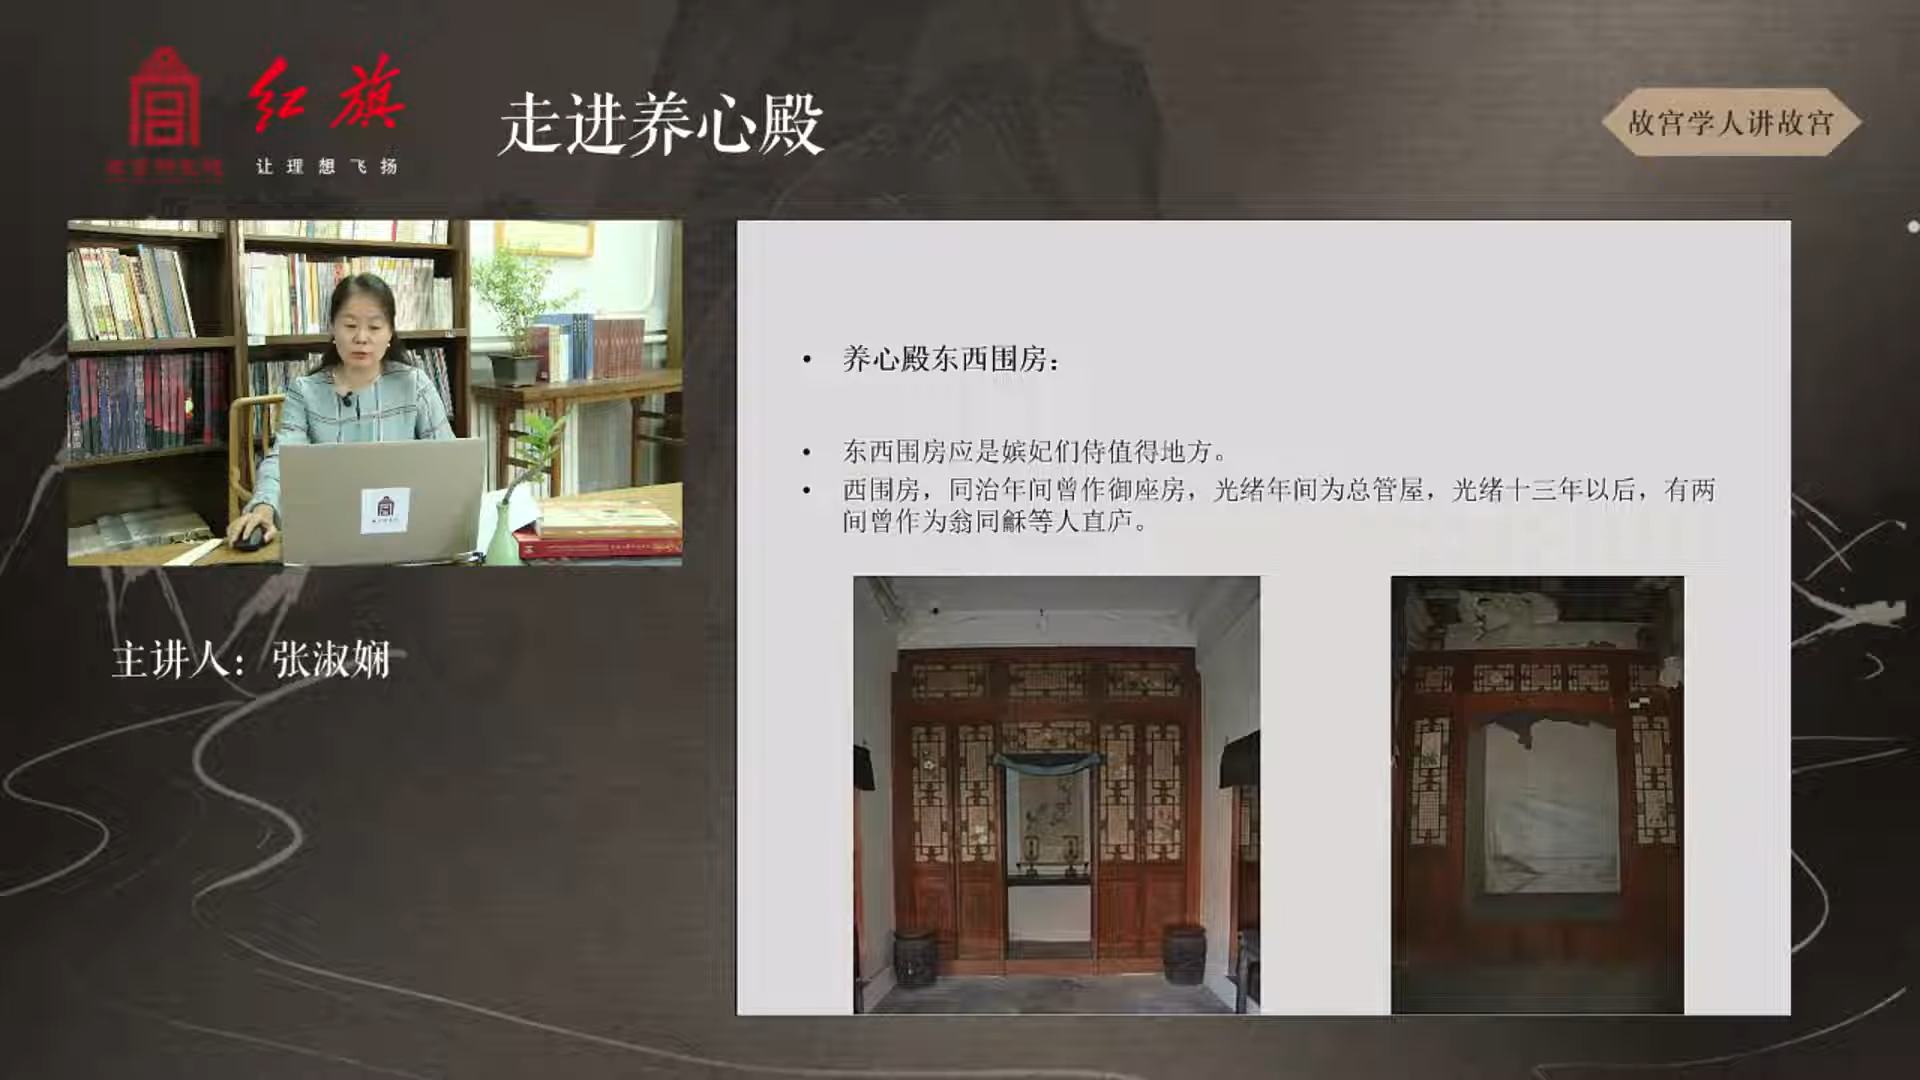 红旗
让理想飞扬
走进养心殿
故宫学人讲故宫
养心殿东西围房：
东西围房应是嫔妃们侍值得地方。
西围房，同治年间曾作御座房，光绪年间为总管屋，光绪十三年以后，有两
间曾作为翁同龢等人直庐。
主讲人：张淑娴